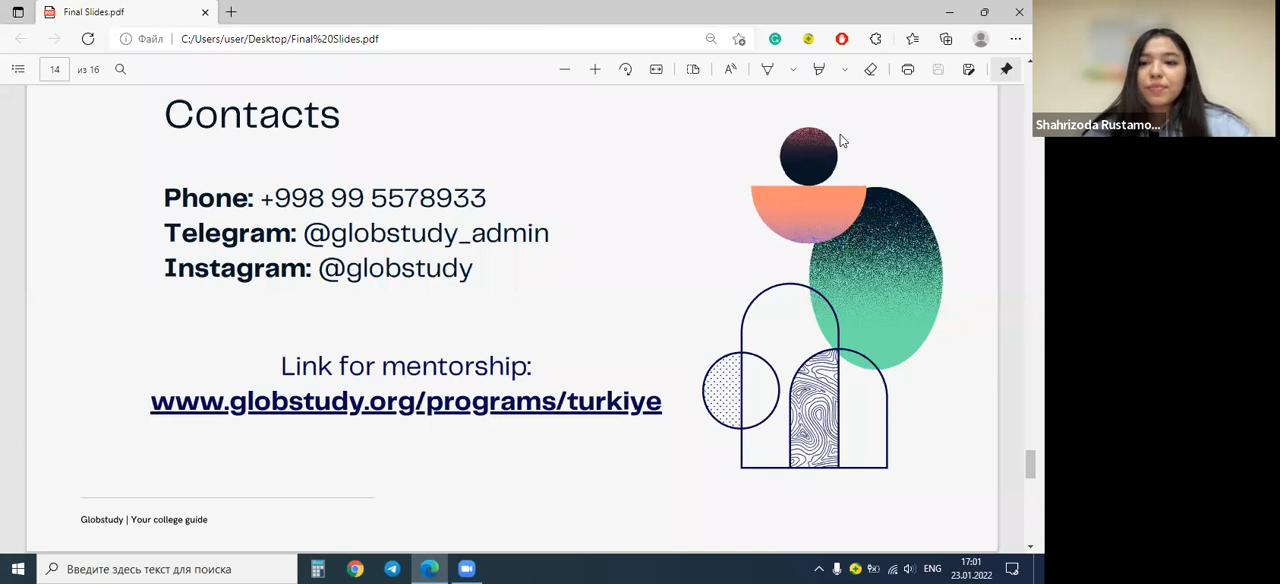 Final Slides.pdf
Файл
C:/Users/user/Desktop/Final%20Slides.pdf
14 из 16
Contacts
Phone: +998 99 5578933
Telegram: @globstudy_admin
Instagram: @globstudy
Link for mentorship:
www.globstudy.org/programs/turkiye
Globstudy | Your college guide
Shahrizoda Rustamo...
Введите здесь текст для поиска
ENG
17:01
23.01.2022